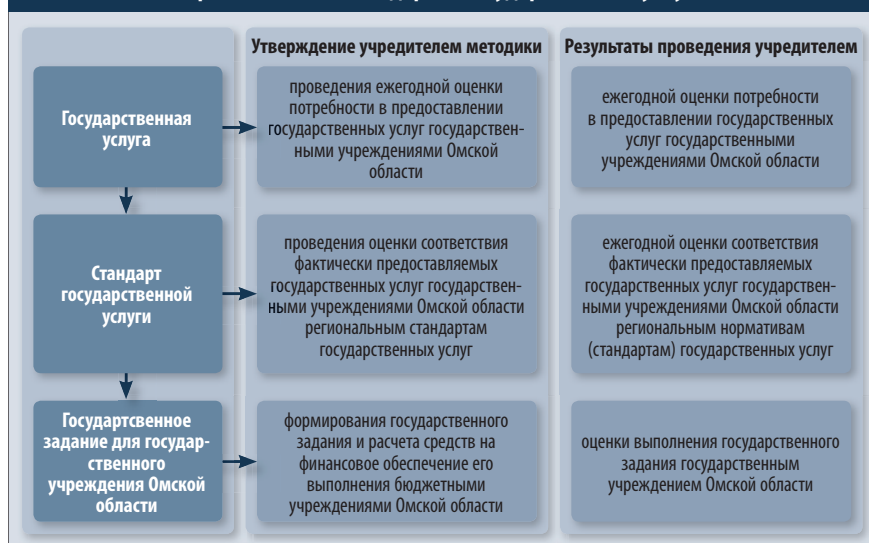 Утверждение учредителем методики
Результаты проведения учредителем
Государственная
услуга
проведения ежегодной оценки
потребности в предоставлении
государственных услуг государствен-
ными учреждениями Омской
области
ежегодной оценки потребности
в предоставлении государственных
услуг государственными
учреждениями Омской области
Стандарт
государственной
услуги
проведения оценки соответствия
фактически предоставляемых
государственных услуг государствен-
ными учреждениями Омской области
региональным стандартам
государственных услуг
ежегодной оценки соответствия
фактически предоставляемых
государственных услуг государствен-
ными учреждениями Омской области
региональным нормативам
(стандартам) государственных услуг
Государтсвенное
задание для государ-
ственного
учреждения Омской
области
формирования государственного
задания и расчета средств на
финансовое обеспечение его
выполнения бюджетными
учреждениями Омской области
оценки выполнения государственного
задания государственным
учреждением Омской области